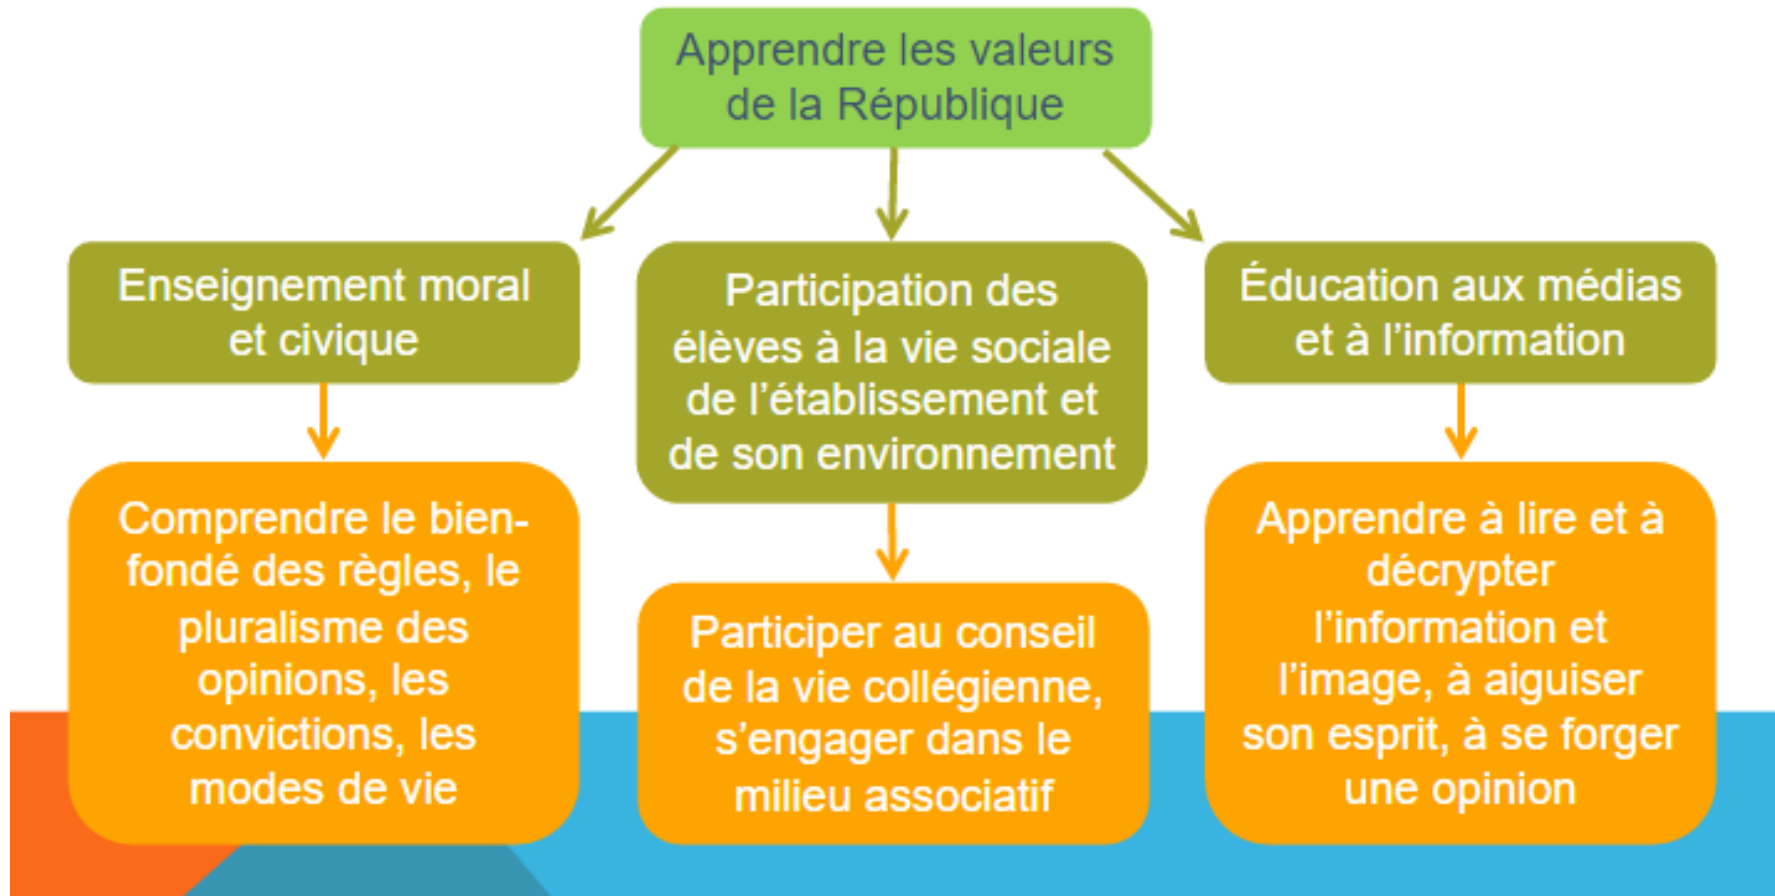 Apprendre les valeurs
de la République
Enseignement moral
et civique
Participation des
élèves à la vie sociale
de l'établissement et
de son environnement
Éducation aux médias
et à l'information
Comprendre le bien-
fondé des règles, le
pluralisme des
opinions, les
convictions, les
modes de vie
Participer au conseil
de la vie collégienne,
s'engager dans le
milieu associatif
Apprendre à lire et à
décrypter
l'information et
l'image, à aiguiser
son esprit, à se forger
une opinion